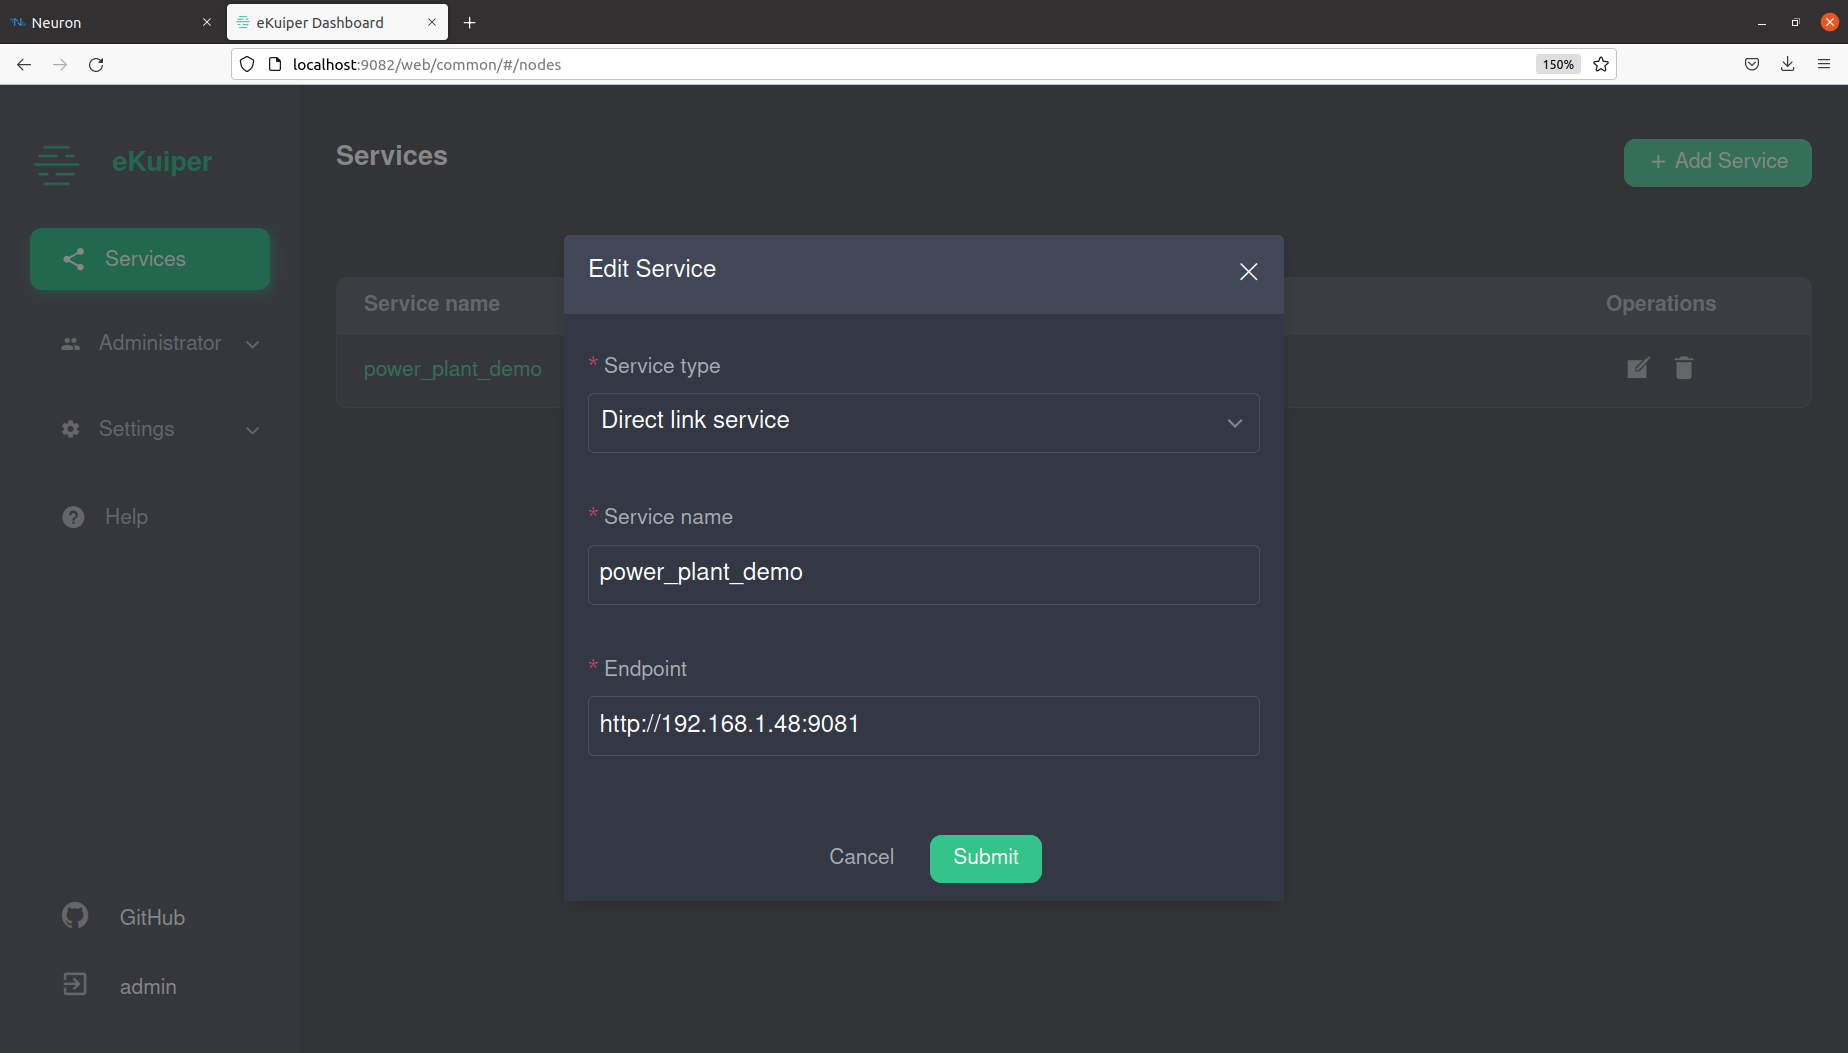 Neuron
eKuiper Dashboard
localhost:9082/web/common/#/nodes
150%
eKuiper
Services
+ Add Service
Services
Administrator
Settings
Help
GitHub
admin
Service name
Operations
power_plant_demo
Edit Service
* Service type
Direct link service
* Service name
power_plant_demo
* Endpoint
http://192.168.1.48:9081
Cancel
Submit